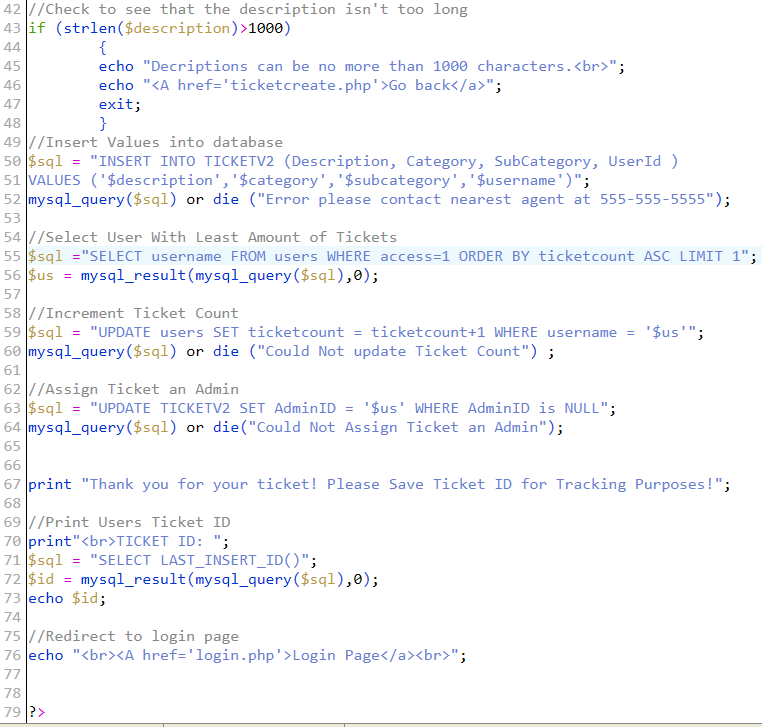 42 //Check to see that the description isn't too long
43 if (strlen($description)>1000)
44 {
45 echo "Decriptions can be no more than 1000 characters.<br>";
46 echo "<A href='ticketcreate.php'>Go back</a>";
47 exit;
48 }
49 //Insert Values into database
50 $sql = "INSERT INTO TICKETV2 (Description, Category, SubCategory, UserId )
51 VALUES ('$description','$category','$subcategory','$username')";
52 mysql_query($sql) or die ("Error please contact nearest agent at 555-555-5555");
53
54 //Select User With Least Amount of Tickets
55 $sql ="SELECT username FROM users WHERE access=1 ORDER BY ticketcount ASC LIMIT 1";
56 $us = mysql_result(mysql_query($sql),0);
57
58 //Increment Ticket Count
59 $sql = "UPDATE users SET ticketcount = ticketcount+1 WHERE username = '$us'";
60 mysql_query($sql) or die ("Could Not update Ticket Count") ;
61
62 //Assign Ticket an Admin
63 $sql = "UPDATE TICKETV2 SET AdminID = '$us' WHERE AdminID is NULL";
64 mysql_query($sql) or die("Could Not Assign Ticket an Admin");
65
66
67 print "Thank you for your ticket! Please Save Ticket ID for Tracking Purposes!";
68
69 //Print Users Ticket ID
70 print"<br>TICKET ID: ";
71 $sql = "SELECT LAST_INSERT_ID()";
72 $id = mysql_result(mysql_query($sql),0);
73 echo $id;
74
75 //Redirect to login page
76 echo "<br><A href='login.php'>Login Page</a><br>";
77
78
79 ?>